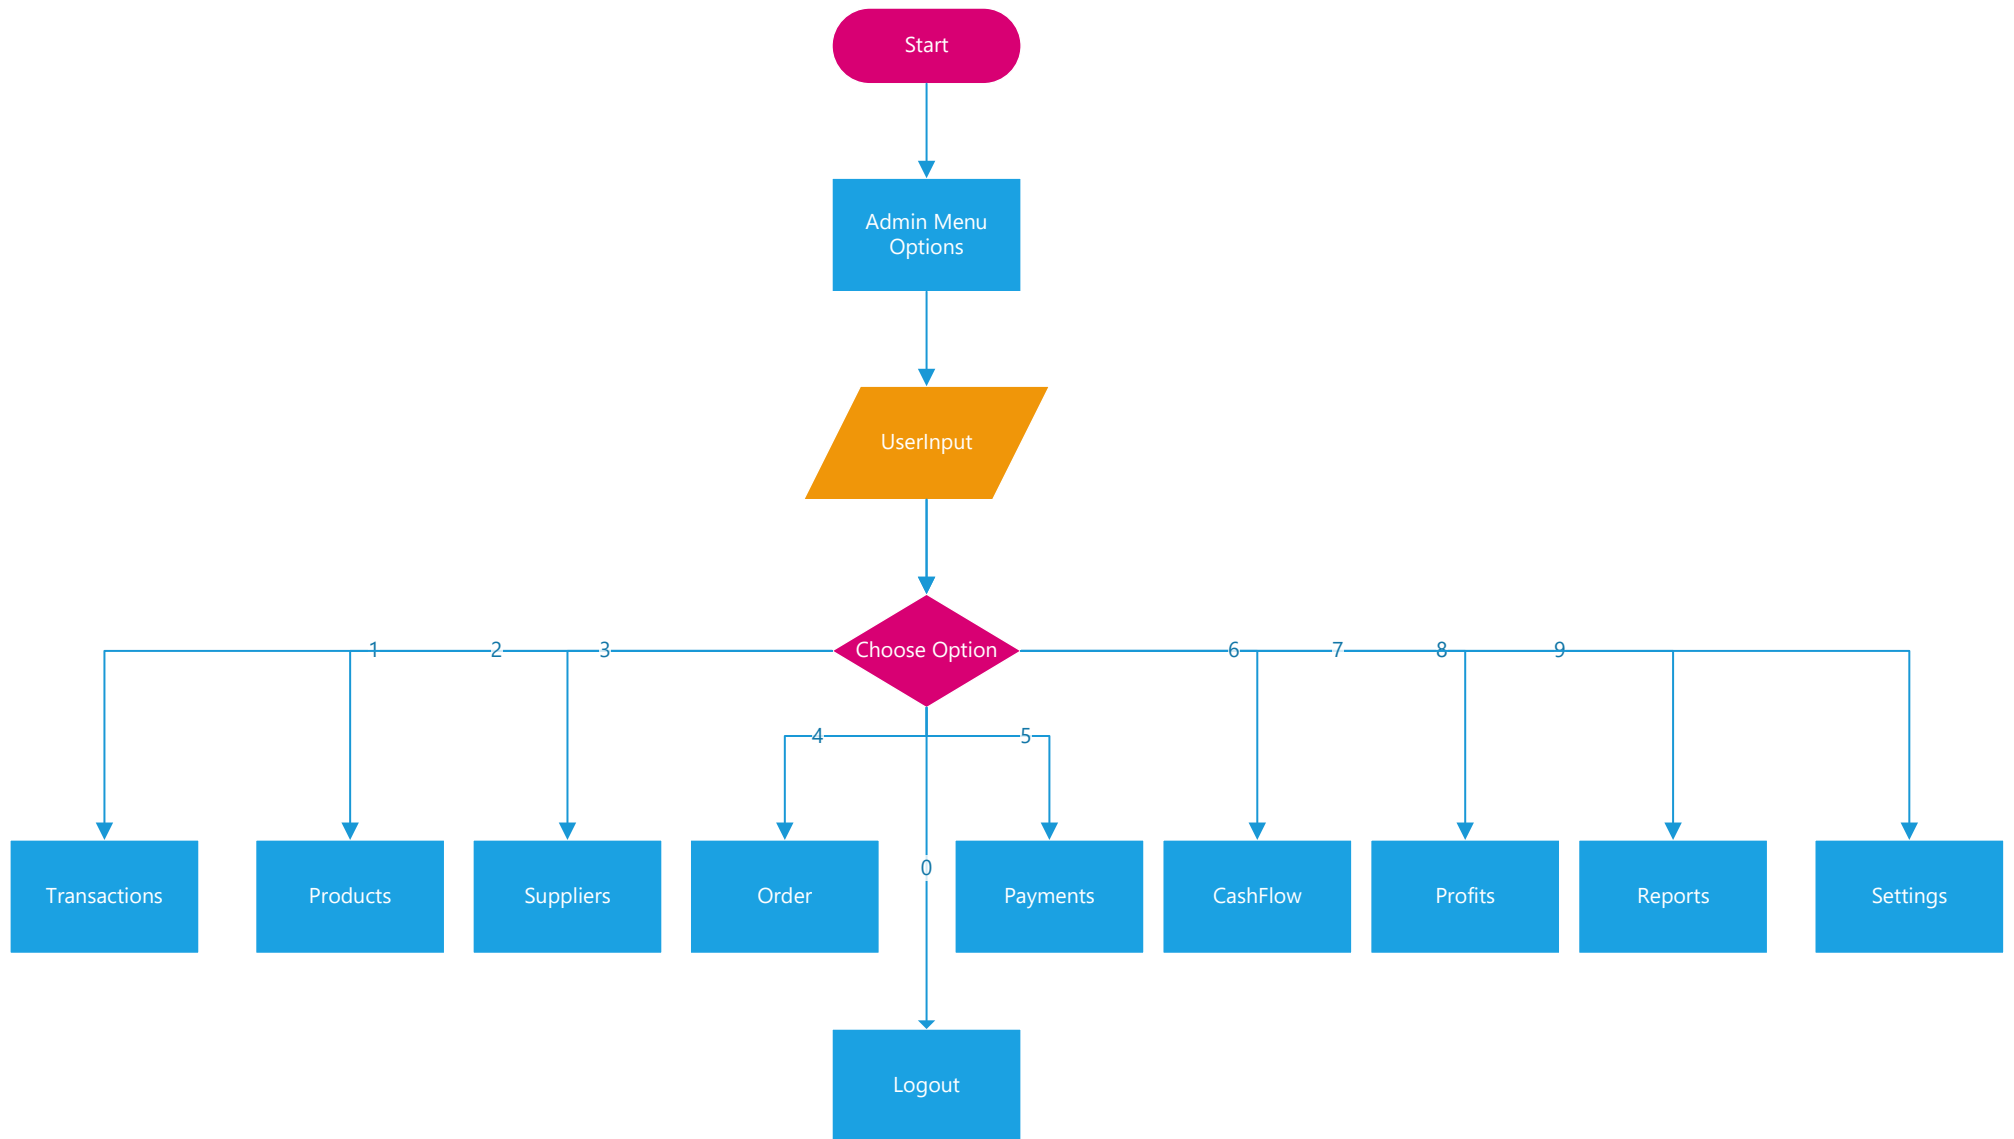 Start
Admin Menu
Options
UserInput
Choose Option
1
2
3
6
7
8
9
4
5
0
Transactions
Products
Suppliers
Order
Payments
CashFlow
Profits
Reports
Settings
Logout